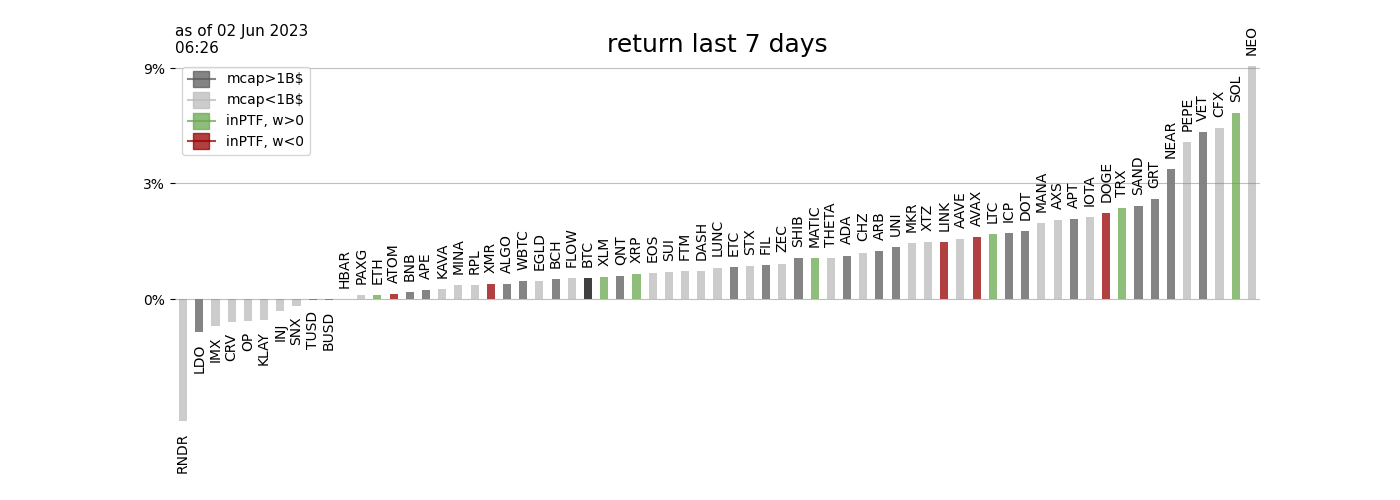 as of 02 Jun 2023
06:26
return last 7 days
mcap>1B$
mcap<1B$
inPTF, w>0
inPTF, w<0
9%
3%
0%
RNDR
LDO
IMX
CRV
OP
KLAY
INJ
SNX
TUSD
BUSD
HBAR
PAXG
ETH
ATOM
BNB
APE
KAVA
MINA
RPL
XMR
ALGO
WBTC
EGLD
BCH
FLOW
BTC
XLM
QNT
XRP
EOS
SUI
FTM
DASH
LUNC
ETC
STX
FIL
ZEC
SHIB
MATIC
THETA
ADA
CHZ
ARB
UNI
MKR
XTZ
LINK
AAVE
AVAX
LTC
ICP
DOT
MANA
AXS
APT
IOTA
DOGE
TRX
SAND
GRT
NEAR
PEPE
VET
CFX
SOL
NEO